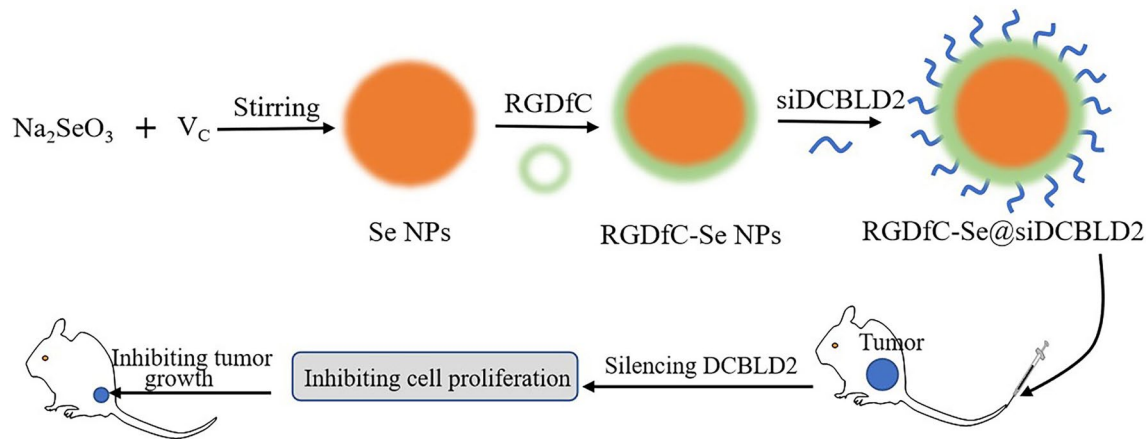 Na₂SeO₃ + V_C
Stirring
Se NPs
RGDfC
RGDfC-Se NPs
siDCBLD2
RGDfC-Se@siDCBLD2
Tumor
Silencing DCBLD2
Inhibiting cell proliferation
Inhibiting tumor
growth